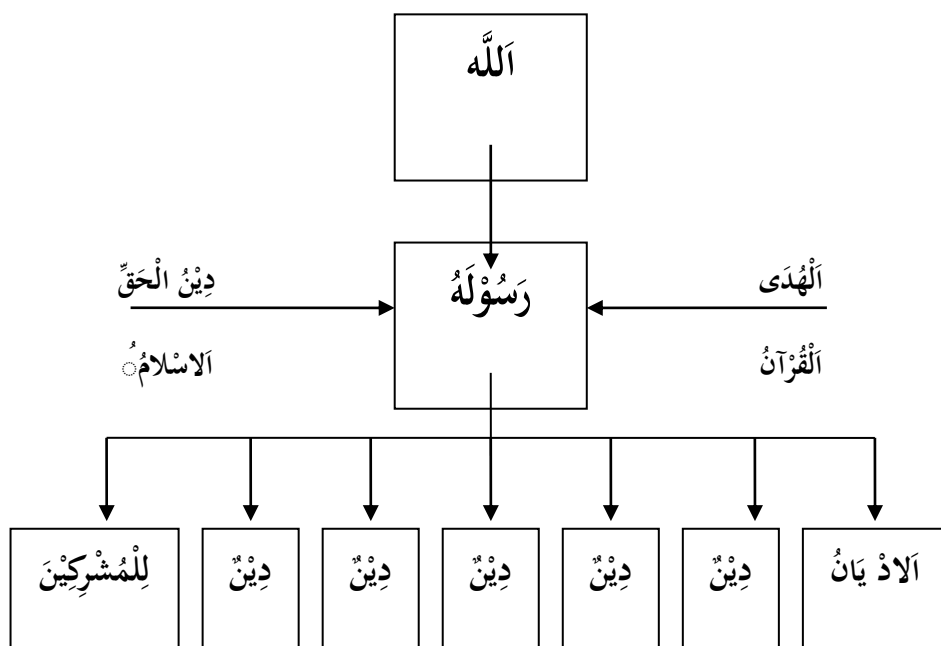 اَللَّه
اَلْهُدَى
رَسُوْلَهُ
دِيْنُ الْحَقِّ
اَلْقُرْآنُ
اَلاسْلامُ ُ
اَلادْ يَانُ
دِيْنٌ
دِيْنٌ
دِيْنٌ
دِيْنٌ
دِيْنٌ
لِلْمُشْرِكِيْنَ